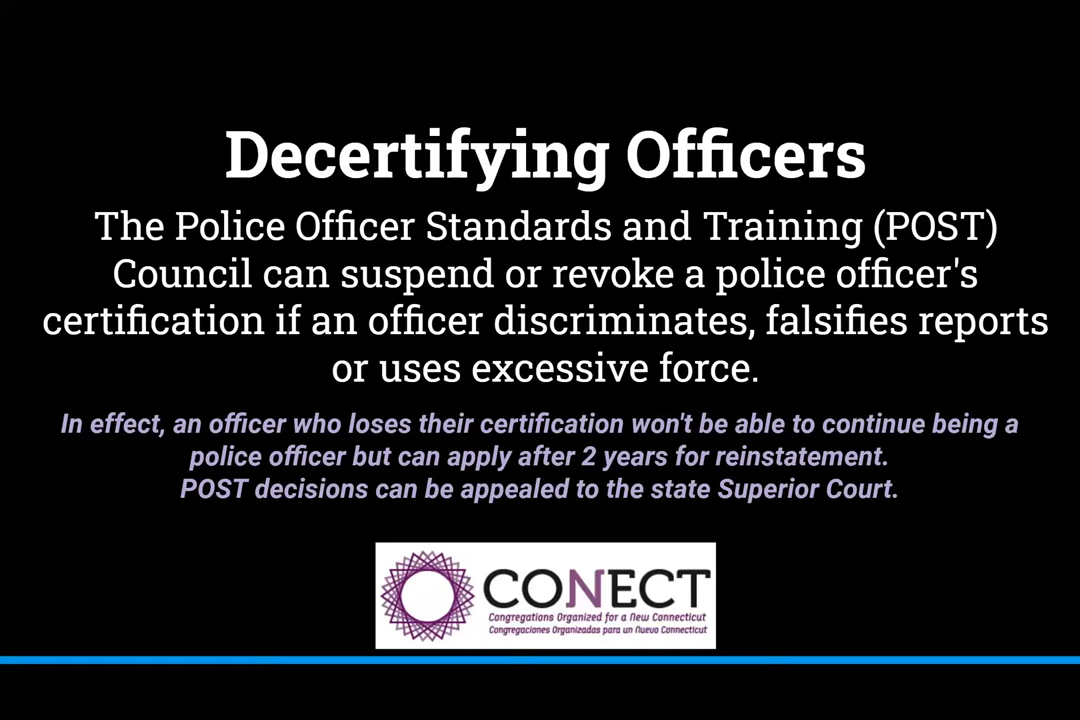 Decertifying Officers
The Police Officer Standards and Training (POST)
Council can suspend or revoke a police officer's
certification if an officer discriminates, falsifies reports
or uses excessive force.
In effect, an officer who loses their certification won't be able to continue being a
police officer but can apply after 2 years for reinstatement.
POST decisions can be appealed to the state Superior Court.
CONECT
Congregations Organized for a New Connecticut
Congregaciones Organizadas para un Nuevo Connecticut